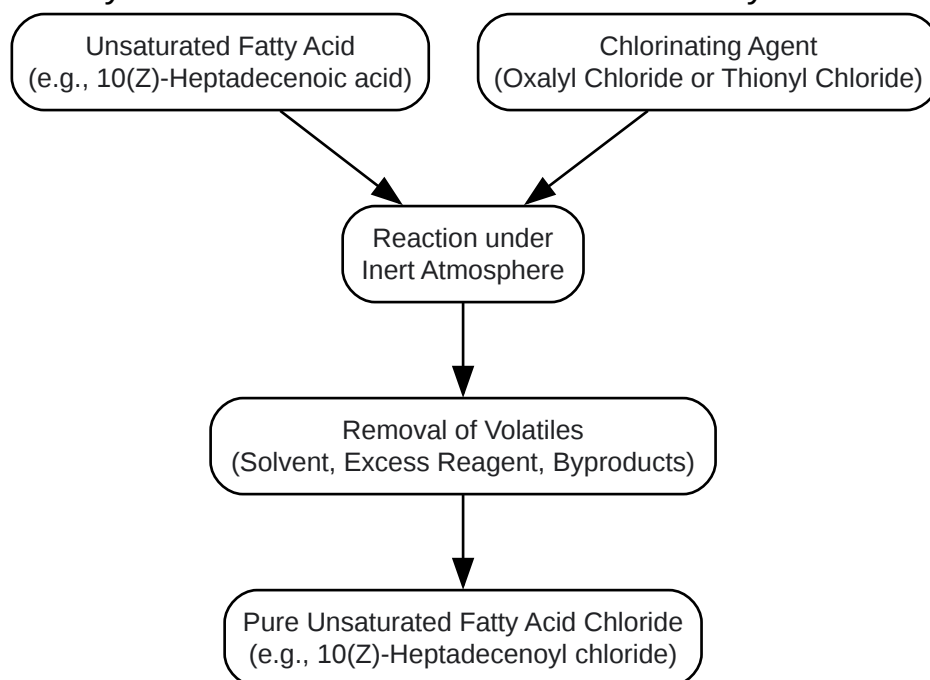 Unsaturated Fatty Acid
(e.g., 10(Z)-Heptadecenoic acid)
Chlorinating Agent
(Oxalyl Chloride or Thionyl Chloride)
Reaction under
Inert Atmosphere
Removal of Volatiles
(Solvent, Excess Reagent, Byproducts)
Pure Unsaturated Fatty Acid Chloride
(e.g., 10(Z)-Heptadecenoyl chloride)